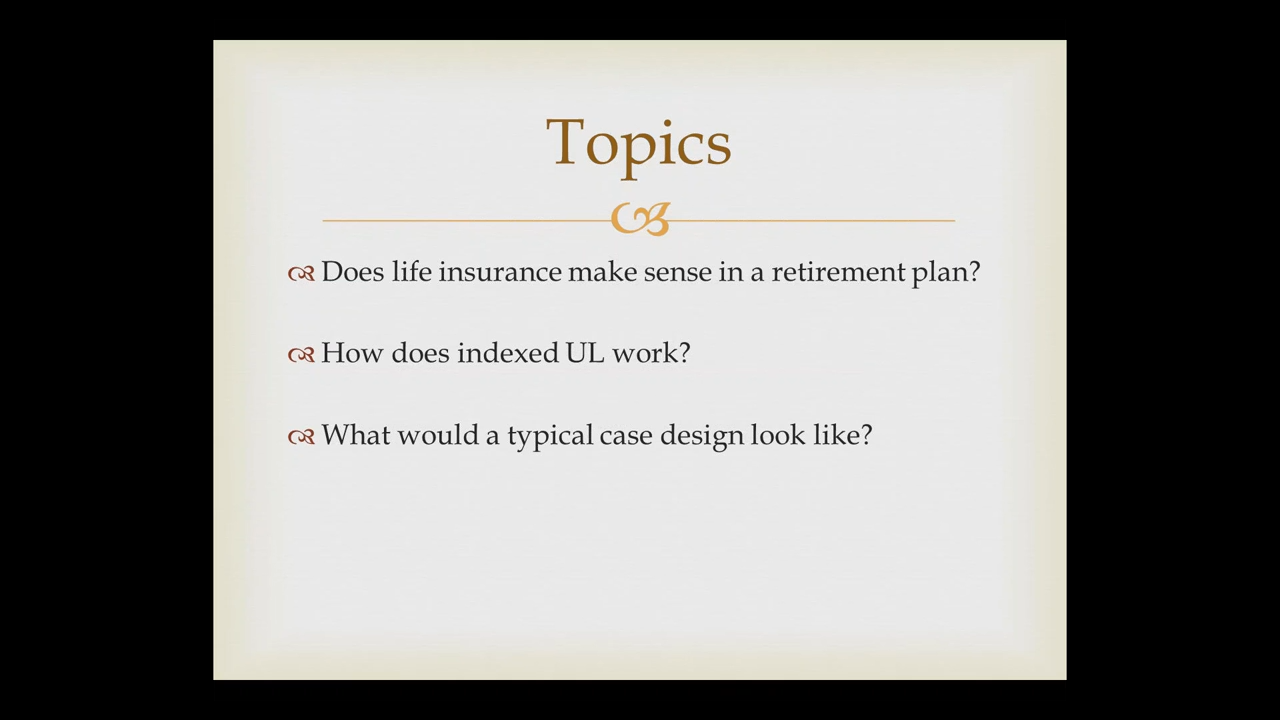 Topics
Does life insurance make sense in a retirement plan?
How does indexed UL work?
What would a typical case design look like?